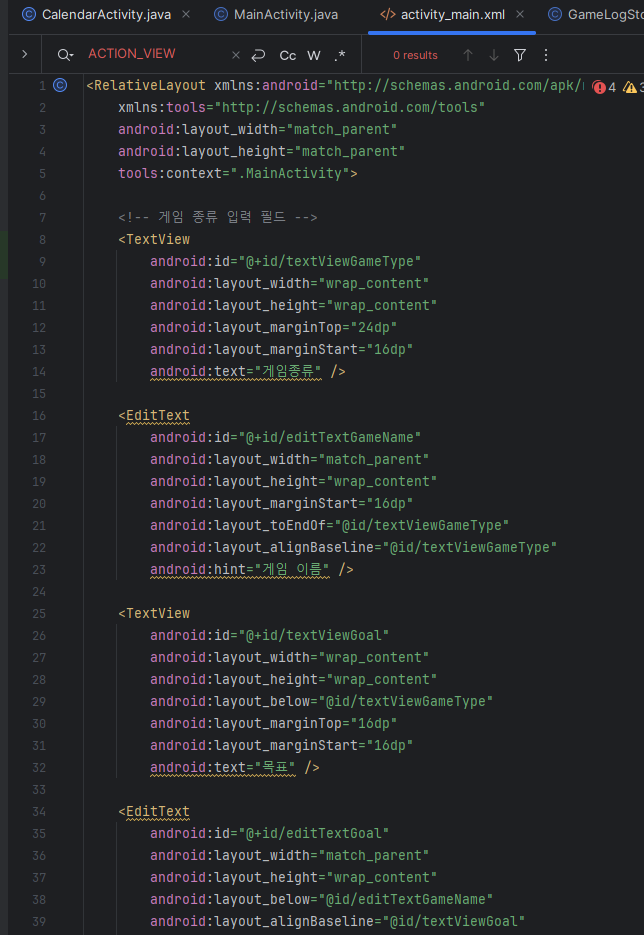 CalendarActivity.java
MainActivity.java
activity_main.xml
GameLogSto
ACTION_VIEW
Cc
W
.*
0 results
1 <RelativeLayout xmlns:android="http://schemas.android.com/apk/r
4
3
2 xmlns:tools="http://schemas.android.com/tools"
3 android:layout_width="match_parent"
4 android:layout_height="match_parent"
5 tools:context=".MainActivity">
6
7 <!-- 게임 종류 입력 필드 -->
8 <TextView
9 android:id="@+id/textViewGameType"
10 android:layout_width="wrap_content"
11 android:layout_height="wrap_content"
12 android:layout_marginTop="24dp"
13 android:layout_marginStart="16dp"
14 android:text="게임종류" />
15
16 <EditText
17 android:id="@+id/editTextGameName"
18 android:layout_width="match_parent"
19 android:layout_height="wrap_content"
20 android:layout_marginStart="16dp"
21 android:layout_toEndOf="@id/textViewGameType"
22 android:layout_alignBaseline="@id/textViewGameType"
23 android:hint="게임 이름" />
24
25 <TextView
26 android:id="@+id/textViewGoal"
27 android:layout_width="wrap_content"
28 android:layout_height="wrap_content"
29 android:layout_below="@id/textViewGameType"
30 android:layout_marginTop="16dp"
31 android:layout_marginStart="16dp"
32 android:text="목표" />
33
34 <EditText
35 android:id="@+id/editTextGoal"
36 android:layout_width="match_parent"
37 android:layout_height="wrap_content"
38 android:layout_below="@id/editTextGameName"
39 android:layout_alignBaseline="@id/textViewGoal"